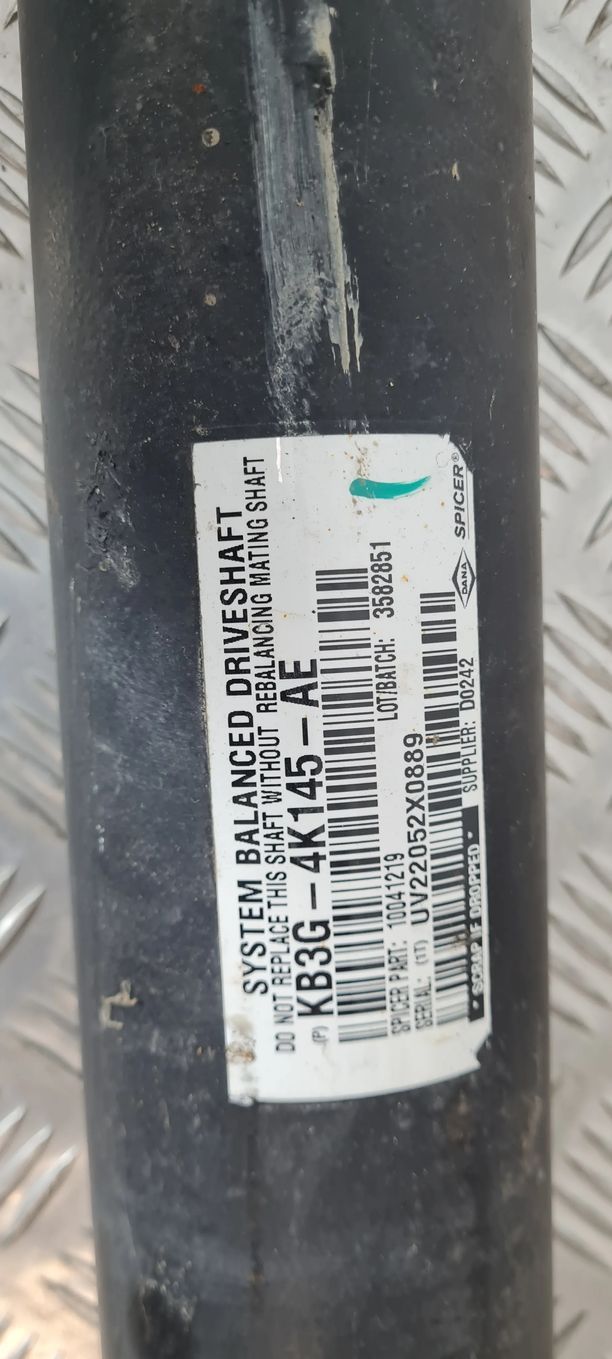 SYSTEM BALANCED DRIVESHAFT
DO NOT REPLACE THIS SHAFT WITHOUT REBALANCING MATING SHAFT
(P) KB3G-4K145-AE
SPICER PART: 10041219 LOT/BATCH: 3582851
SERIAL: (1T) UV22052X0889
* SCRAP IF DROPPED * SUPPLIER: D0242
DANA SPICER®